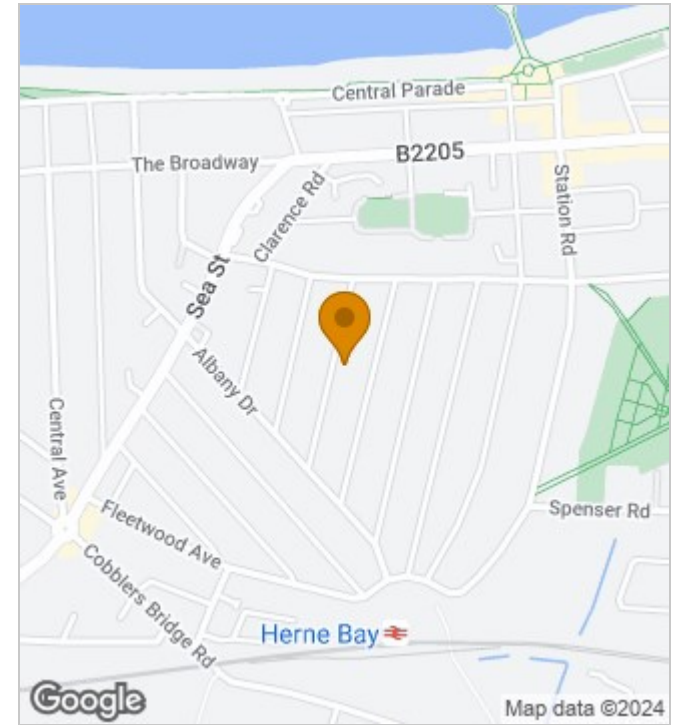 Central Parade
The Broadway
B2205
Clarence Rd
Station Rd
Sea St
Albany Dr
Central Ave
Spenser Rd
Fleetwood Ave
Cobblers Bridge Rd
Herne Bay
Google
Map data ©2024